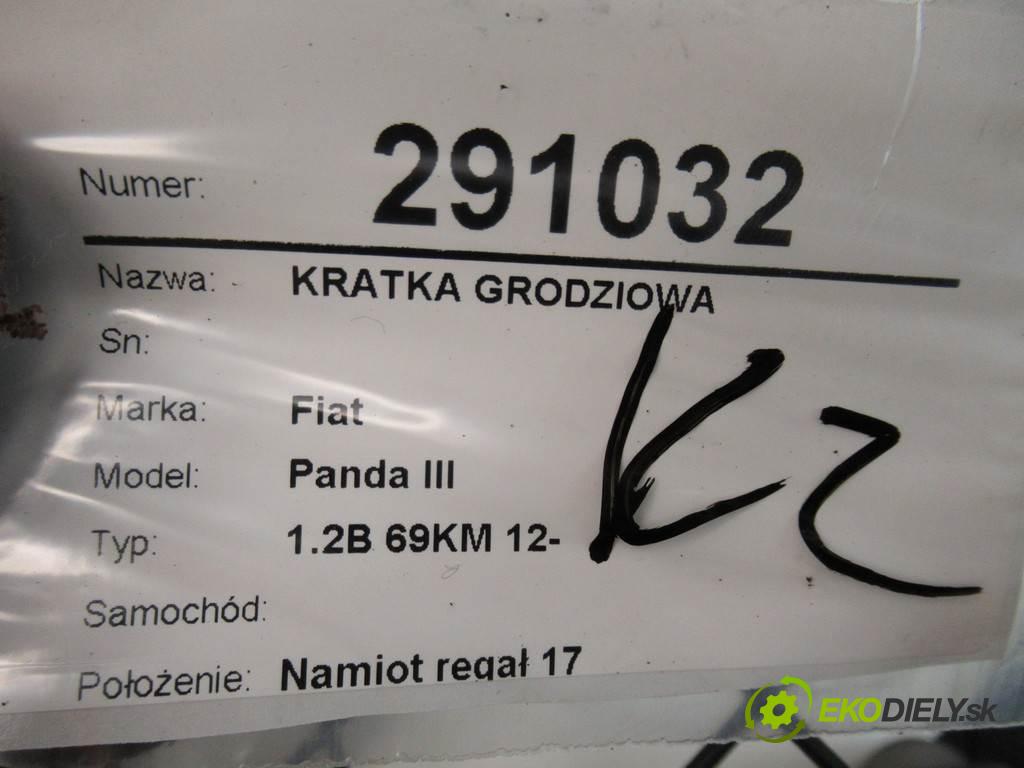 Numer: 291032
Nazwa: KRATKA GRODZIOWA
Sn:
Marka: Fiat
Model: Panda III
Typ: 1.2B 69KM 12-
Samochód:
Położenie: Namiot regał 17
EKODIELY.sk